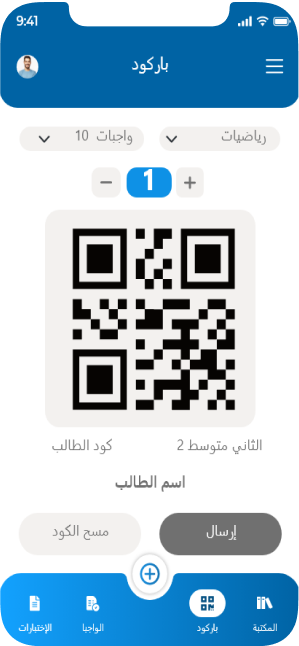 9:41
باركود
رياضيات
واجبات 10
+ 1 −
الثاني متوسط 2
كود الطالب
اسم الطالب
إرسال
مسح الكود
المكتبة
باركود
الواجبا
الإختبارات